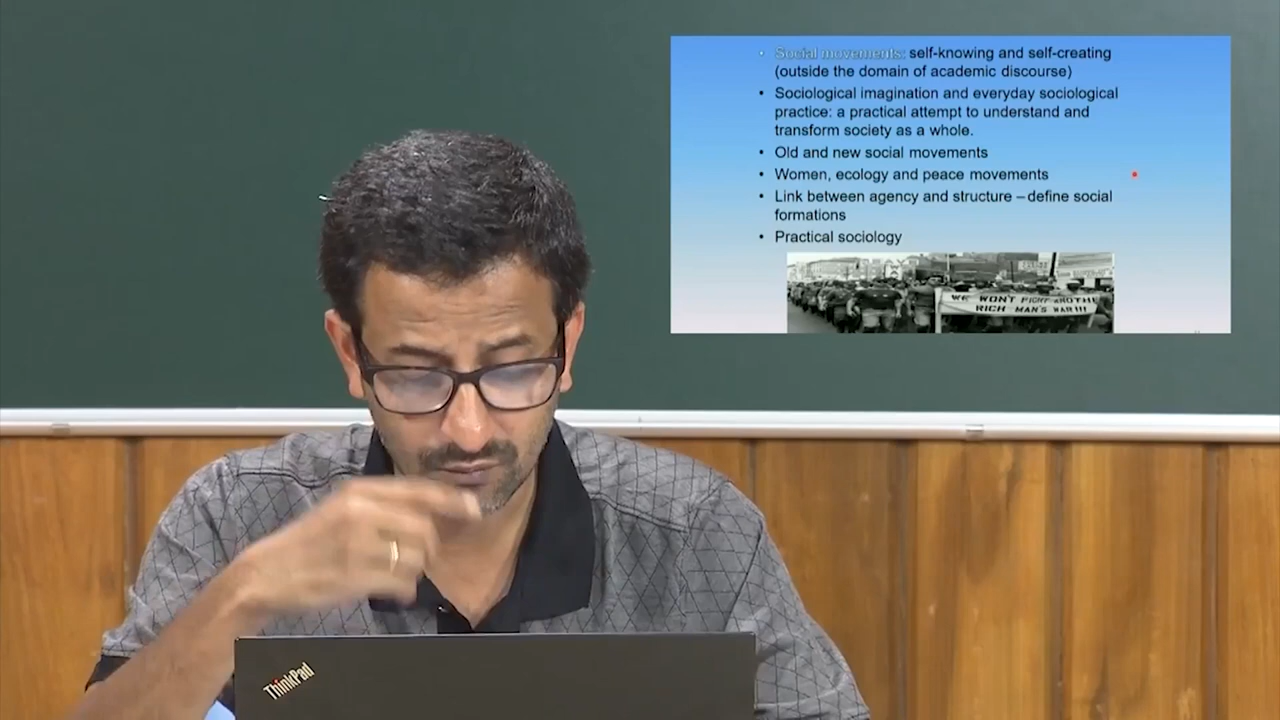 • Social movements: self-knowing and self-creating
(outside the domain of academic discourse)
• Sociological imagination and everyday sociological
practice: a practical attempt to understand and
transform society as a whole.
• Old and new social movements
• Women, ecology and peace movements
• Link between agency and structure – define social
formations
• Practical sociology
WE WON'T FIGHT ANOTHE
RICH MAN'S WAR!!!
ThinkPad